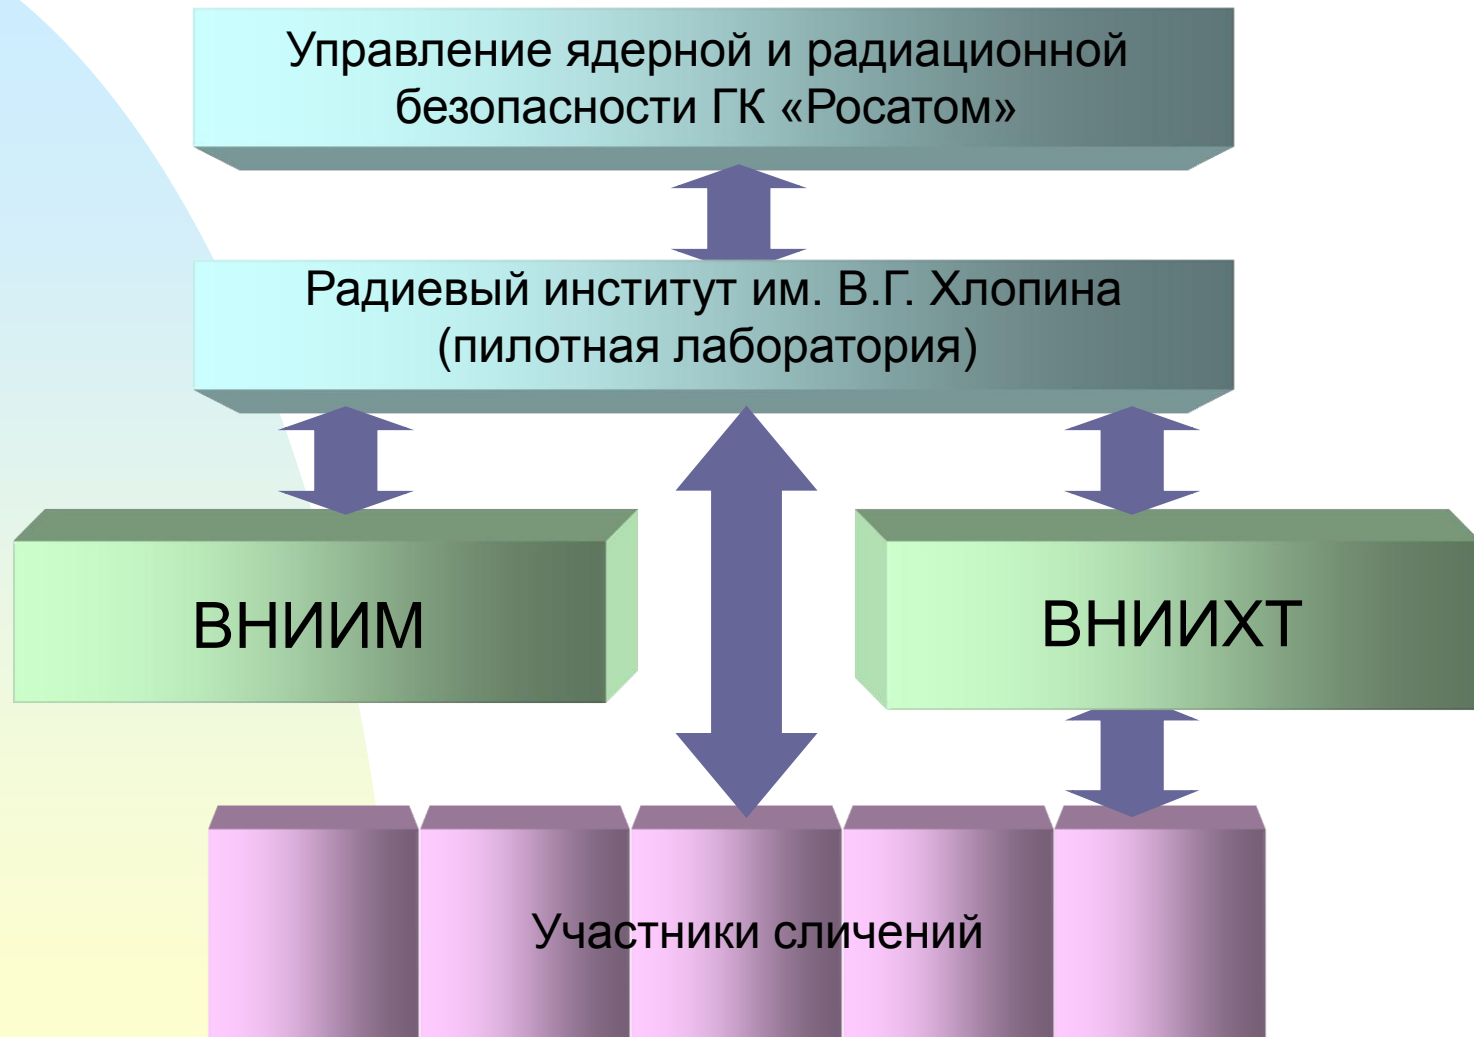 Управление ядерной и радиационной
безопасности ГК «Росатом»
Радиевый институт им. В.Г. Хлопина
(пилотная лаборатория)
ВНИИМ
ВНИИХТ
Участники сличений